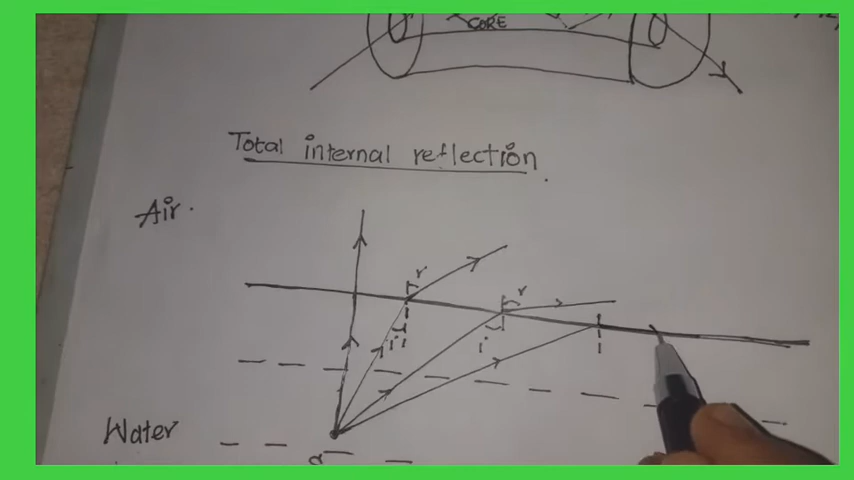 CORE
Total internal reflection.
Air.
r
r
i
i
Water